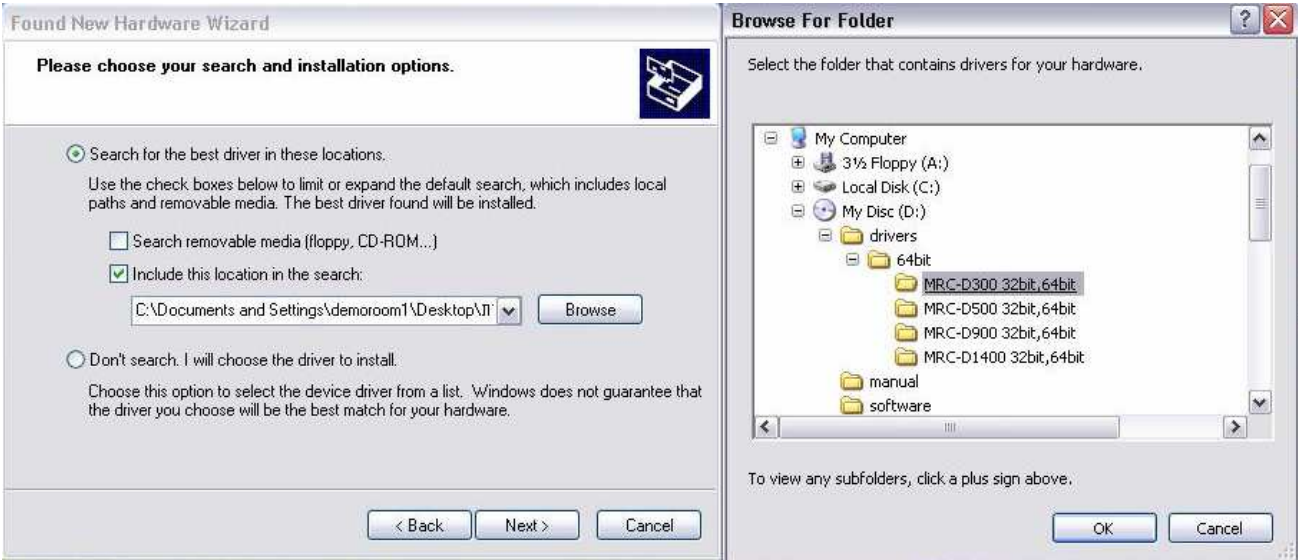 Found New Hardware Wizard
Please choose your search and installation options.
Search for the best driver in these locations.
Use the check boxes below to limit or expand the default search, which includes local
paths and removable media. The best driver found will be installed.
Search removable media (floppy, CD-ROM...)
Include this location in the search:
C:\Documents and Settings\demoroom1\Desktop\
Browse
Don't search. I will choose the driver to install.
Choose this option to select the device driver from a list. Windows does not guarantee that
the driver you choose will be the best match for your hardware.
< Back
Next >
Cancel
Browse For Folder
Select the folder that contains drivers for your hardware.
My Computer
3½ Floppy (A:)
Local Disk (C:)
My Disc (D:)
drivers
64bit
MRC-D300 32bit,64bit
MRC-D500 32bit,64bit
MRC-D900 32bit,64bit
MRC-D1400 32bit,64bit
manual
software
To view any subfolders, click a plus sign above.
OK
Cancel